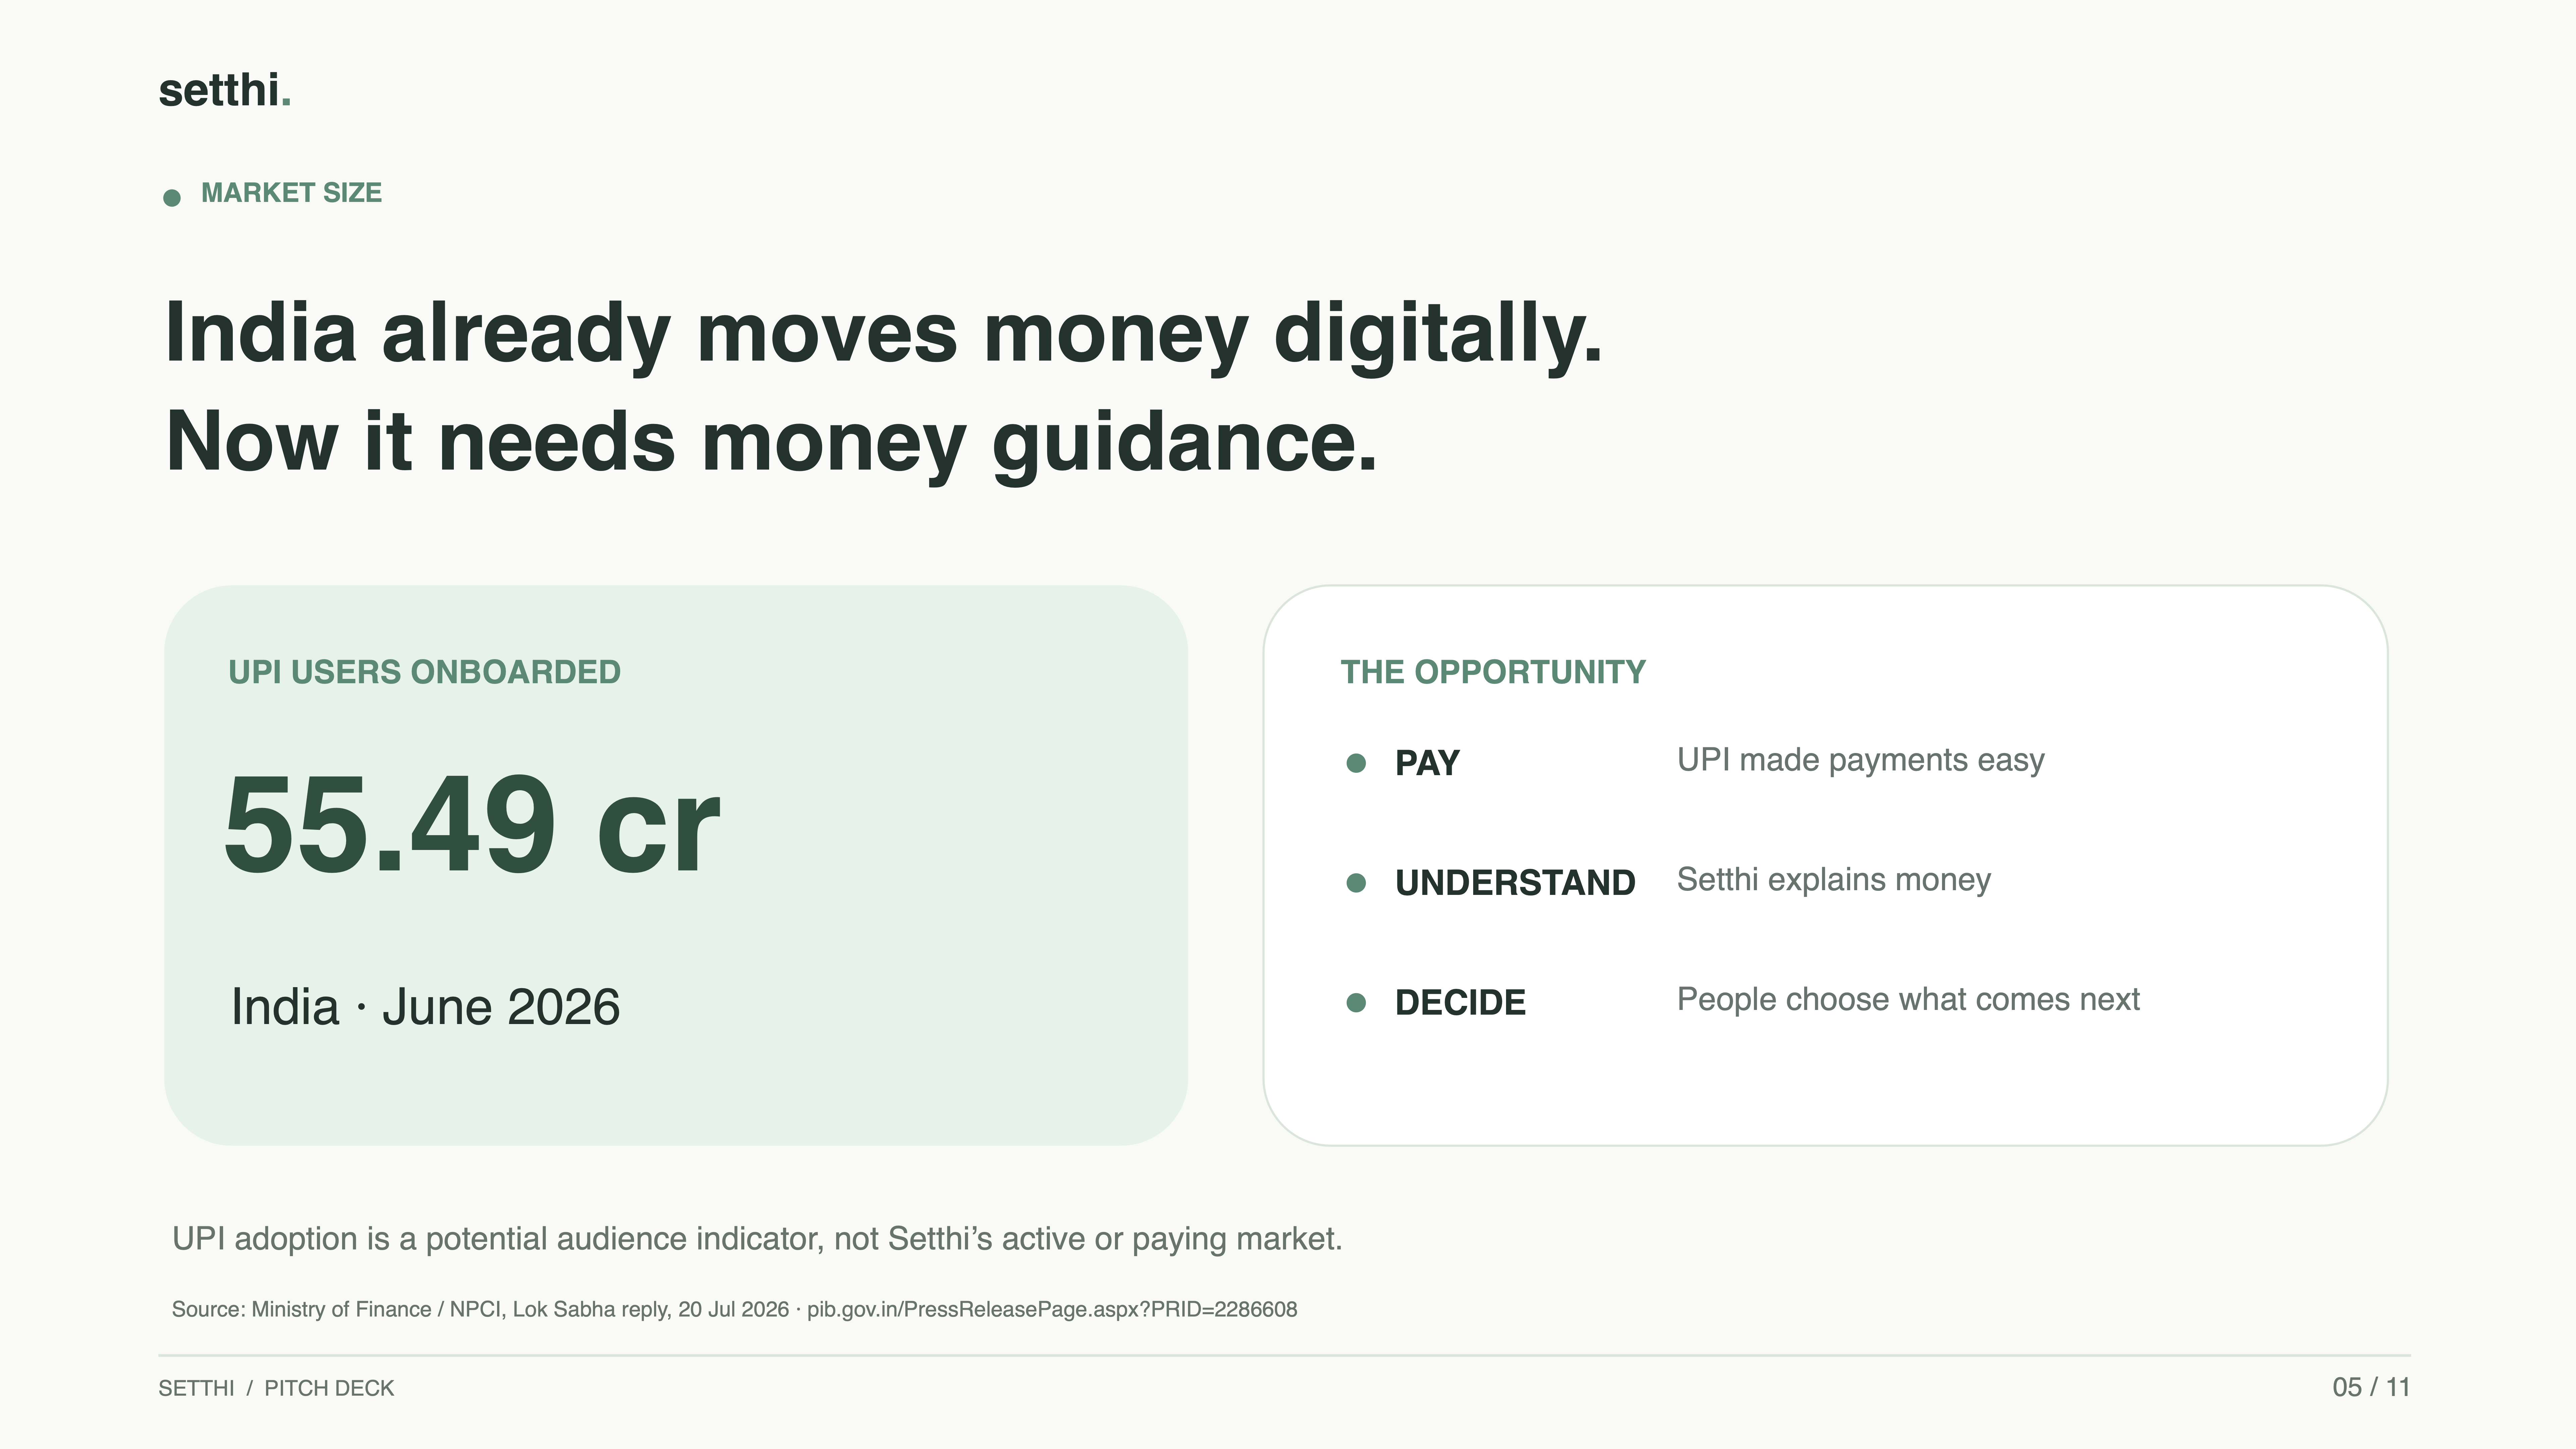 setthi.
MARKET SIZE
India already moves money digitally.
Now it needs money guidance.
UPI USERS ONBOARDED
55.49 cr
India · June 2026
THE OPPORTUNITY
PAY UPI made payments easy
UNDERSTAND Setthi explains money
DECIDE People choose what comes next
UPI adoption is a potential audience indicator, not Setthi’s active or paying market.
Source: Ministry of Finance / NPCI, Lok Sabha reply, 20 Jul 2026 · pib.gov.in/PressReleasePage.aspx?PRID=2286608
SETTHI / PITCH DECK
05 / 11